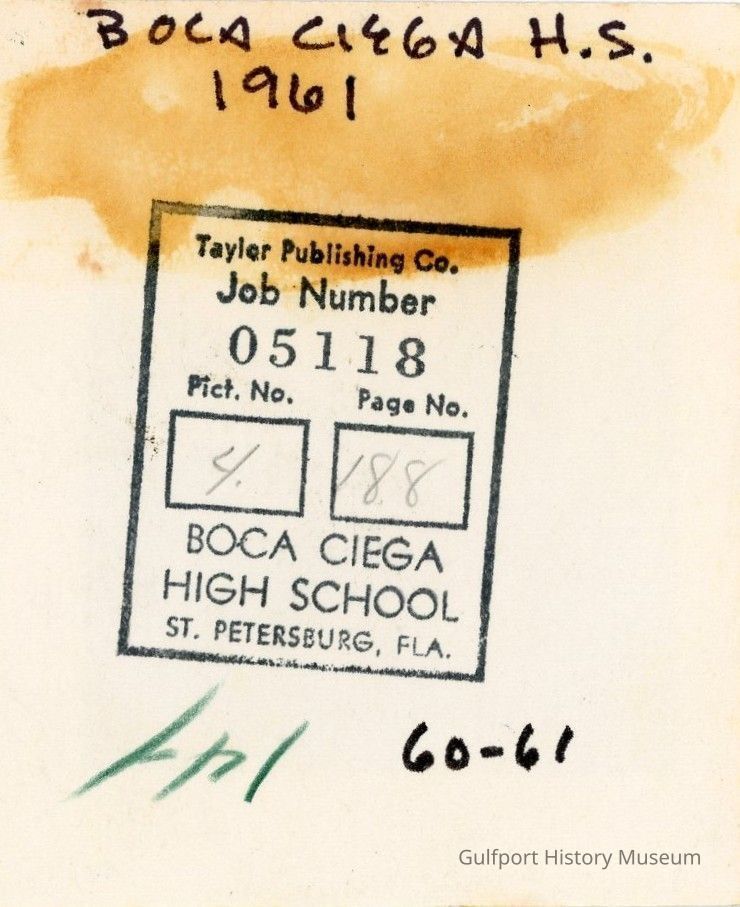 BOCA CIEGA H.S.
1961
Taylor Publishing Co.
Job Number
05118
Pict. No. Page No.
4. 188
BOCA CIEGA
HIGH SCHOOL
ST. PETERSBURG, FLA.
60-61
Gulfport History Museum